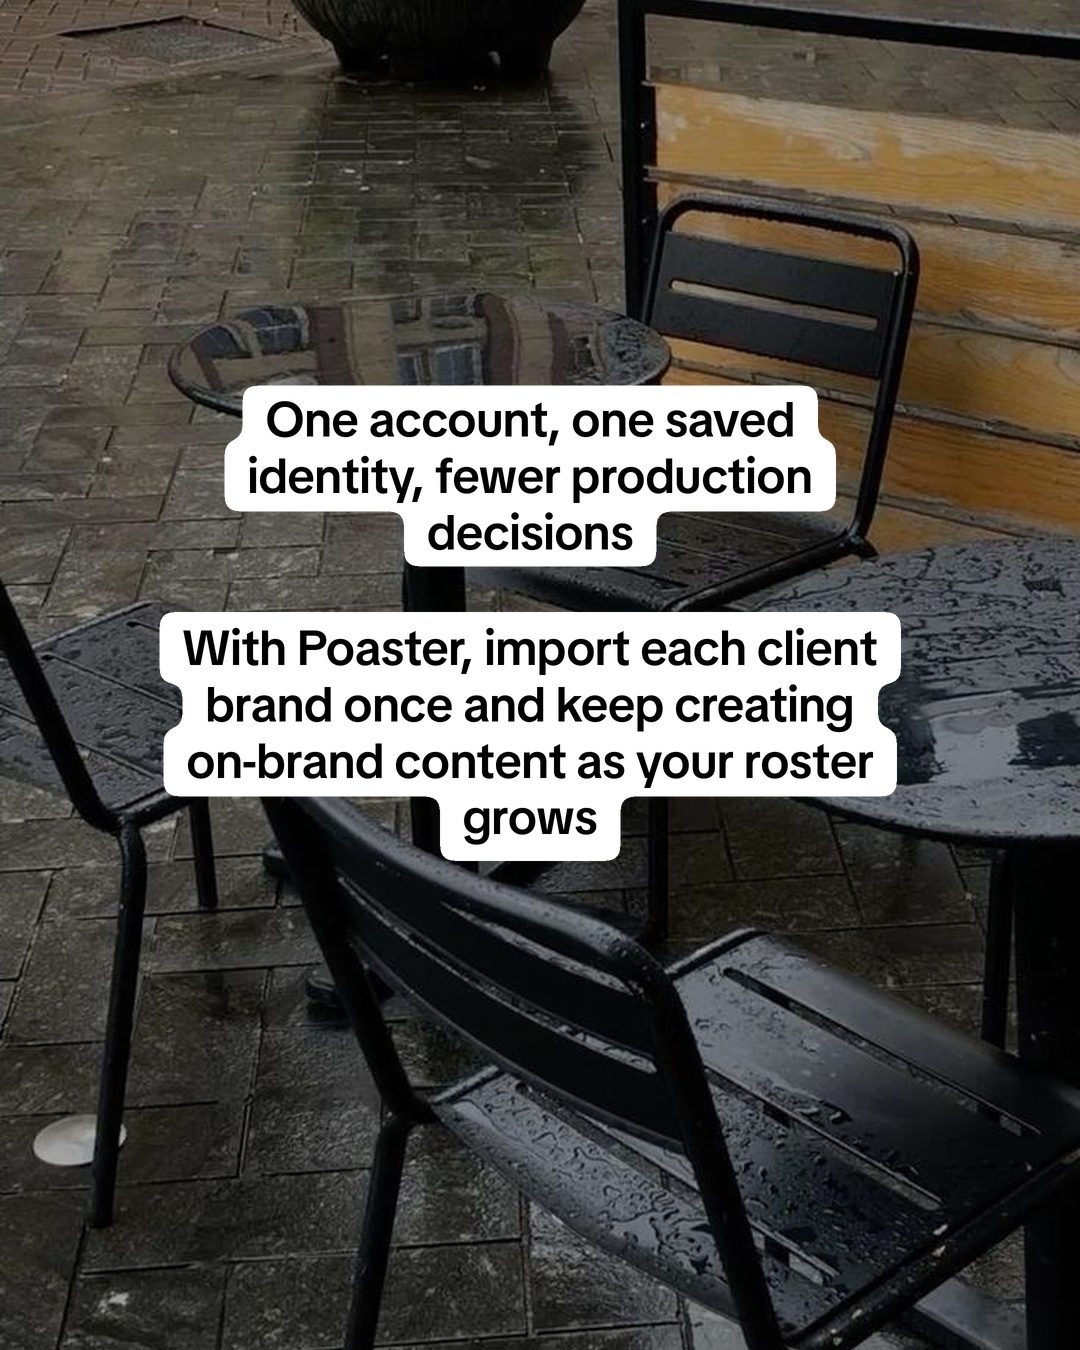 One account, one saved
identity, fewer production
decisions
With Poaster, import each client
brand once and keep creating
on-brand content as your roster
grows